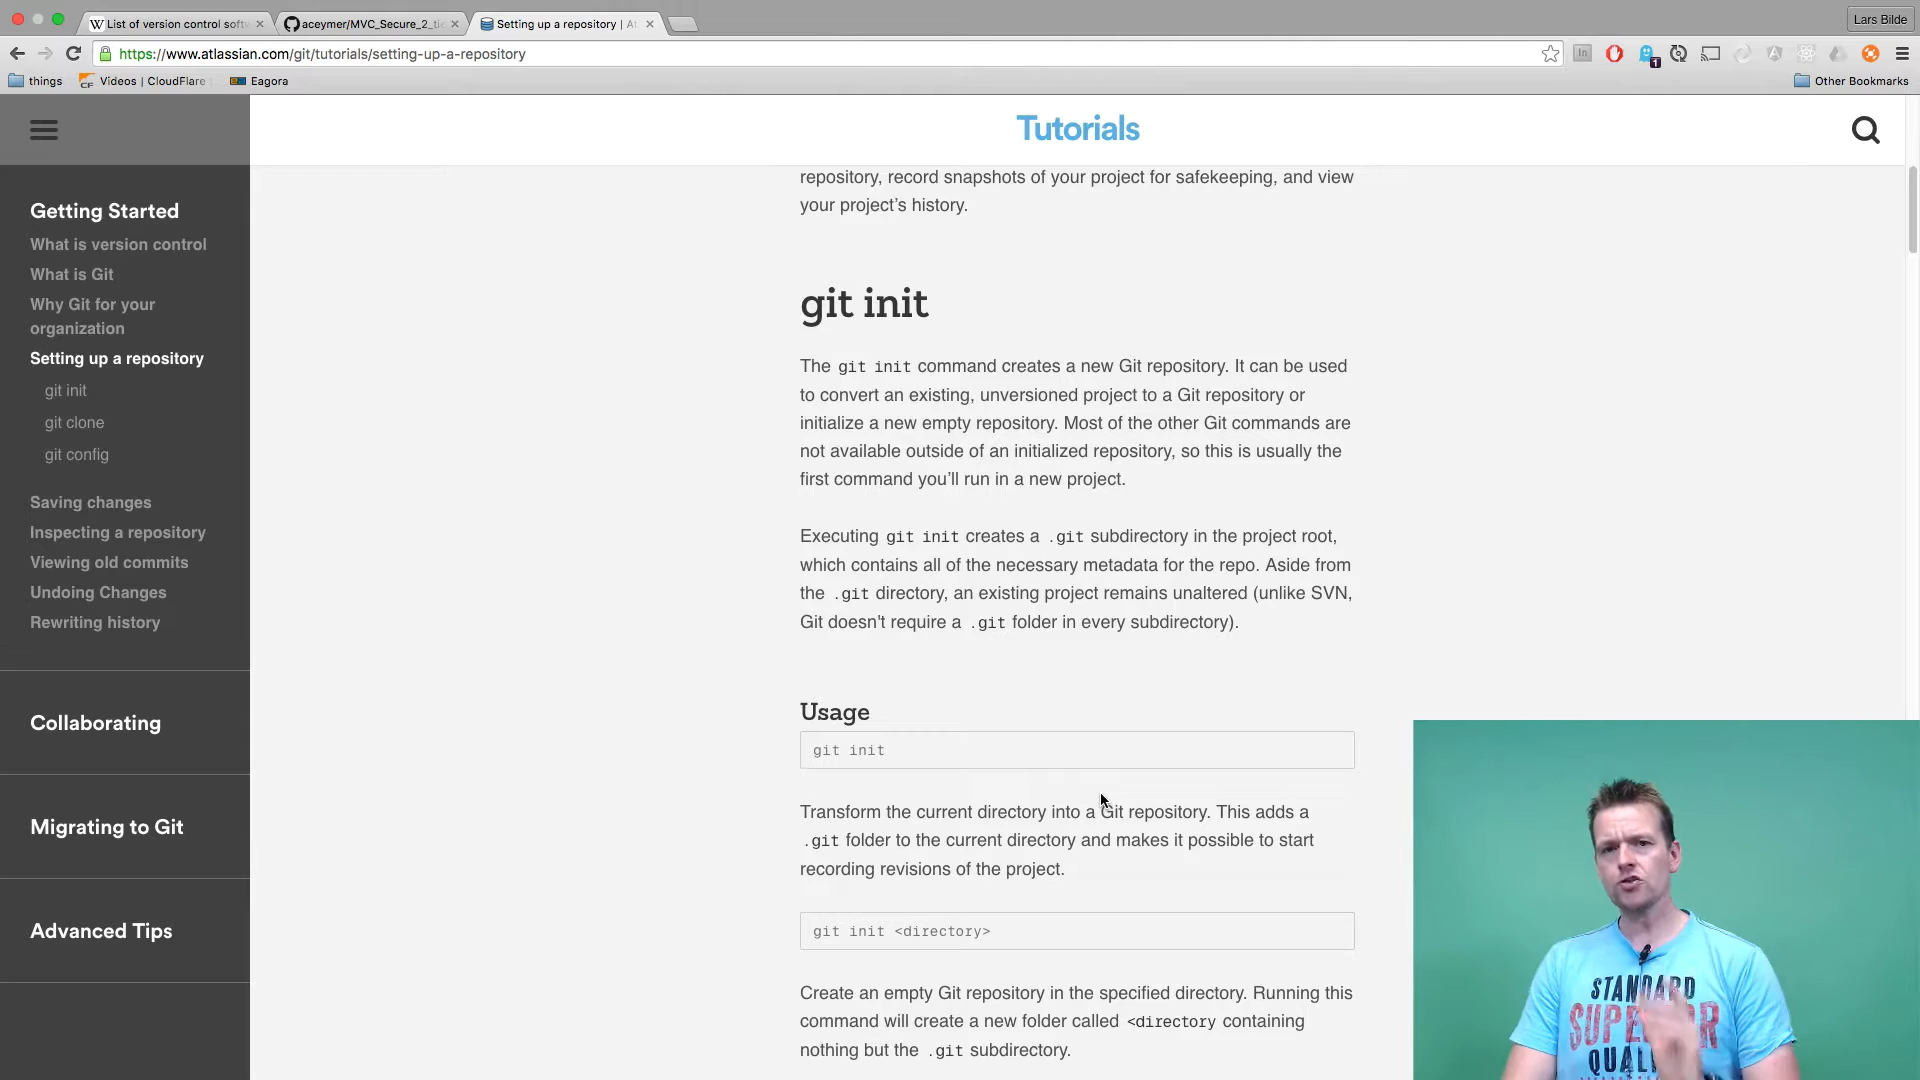 List of version control softw
aceymer/MVC_Secure_2_tie
Setting up a repository | At
Lars Bilde
https://www.atlassian.com/git/tutorials/setting-up-a-repository
things
Videos | CloudFlare
Eagora
Other Bookmarks
Tutorials
Getting Started
What is version control
What is Git
Why Git for your
organization
Setting up a repository
git init
git clone
git config
Saving changes
Inspecting a repository
Viewing old commits
Undoing Changes
Rewriting history
Collaborating
Migrating to Git
Advanced Tips
repository, record snapshots of your project for safekeeping, and view
your project’s history.
git init
The git init command creates a new Git repository. It can be used
to convert an existing, unversioned project to a Git repository or
initialize a new empty repository. Most of the other Git commands are
not available outside of an initialized repository, so this is usually the
first command you’ll run in a new project.
Executing git init creates a .git subdirectory in the project root,
which contains all of the necessary metadata for the repo. Aside from
the .git directory, an existing project remains unaltered (unlike SVN,
Git doesn't require a .git folder in every subdirectory).
Usage
git init
Transform the current directory into a Git repository. This adds a
.git folder to the current directory and makes it possible to start
recording revisions of the project.
git init <directory>
Create an empty Git repository in the specified directory. Running this
command will create a new folder called <directory containing
nothing but the .git subdirectory.
STANDARD
SUPERIOR